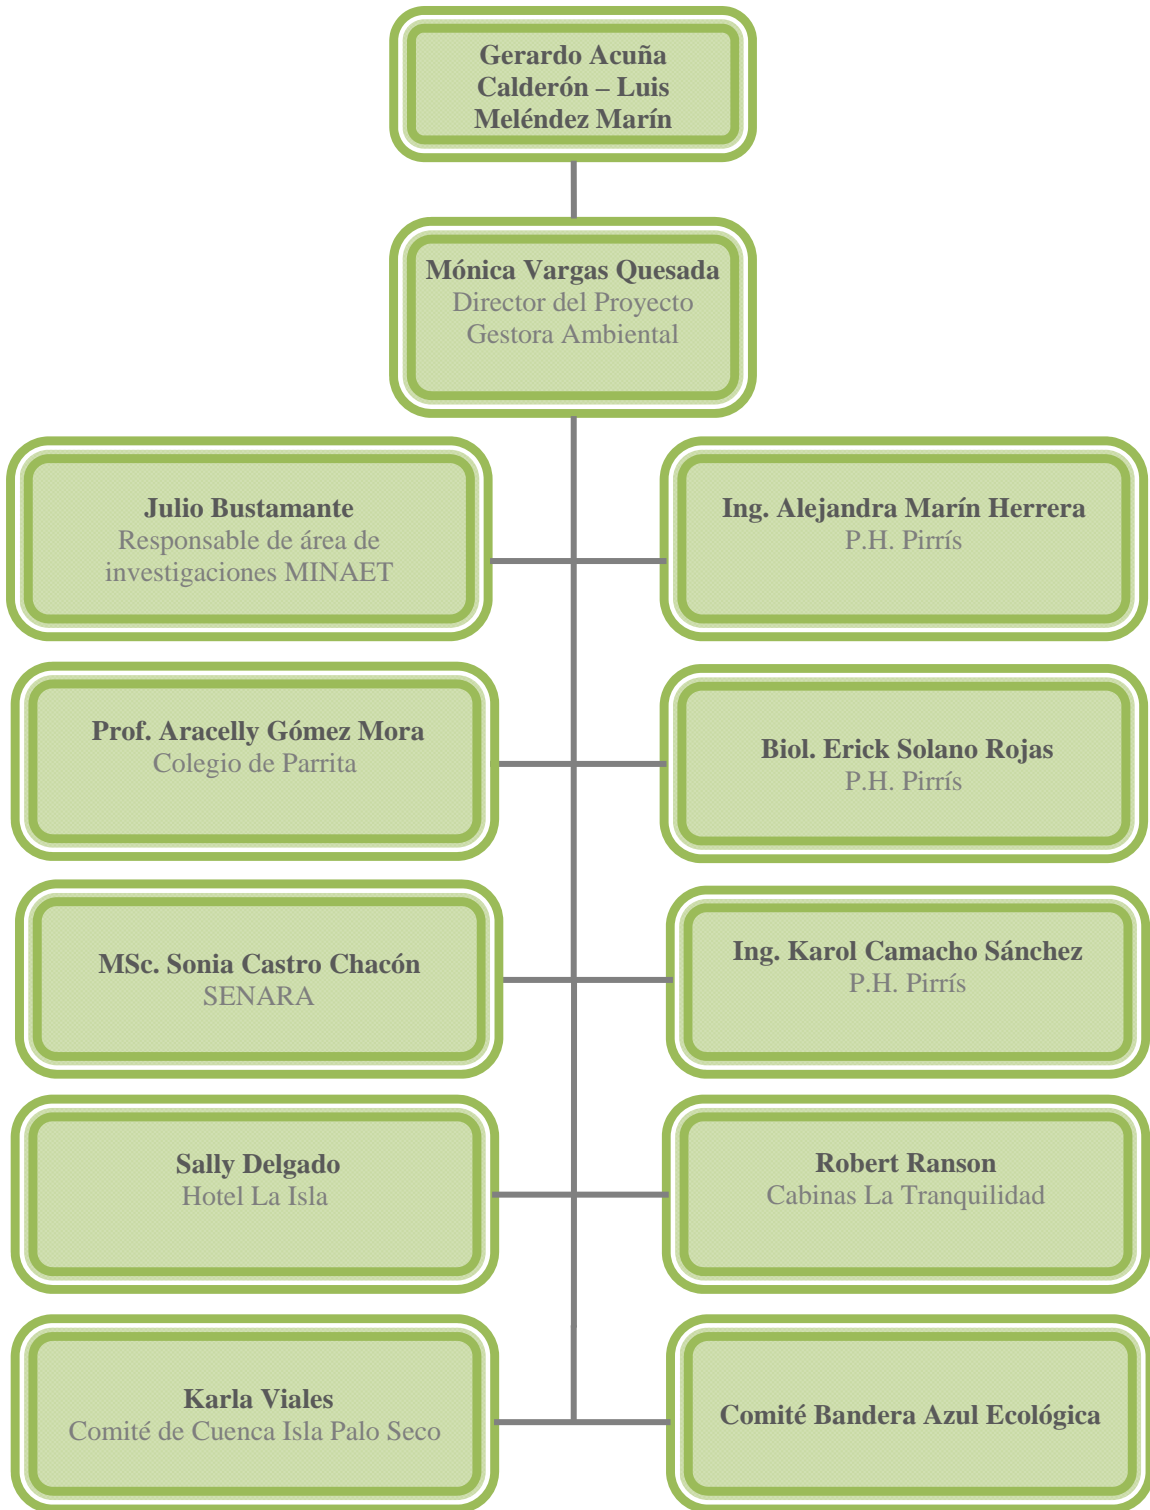 Gerardo Acuña
Calderón – Luis
Meléndez Marín
Mónica Vargas Quesada
Director del Proyecto
Gestora Ambiental
Julio Bustamante
Responsable de área de
investigaciones MINAET
Ing. Alejandra Marín Herrera
P.H. Pirrís
Prof. Aracelly Gómez Mora
Colegio de Parrita
Biol. Erick Solano Rojas
P.H. Pirrís
MSc. Sonia Castro Chacón
SENARA
Ing. Karol Camacho Sánchez
P.H. Pirrís
Sally Delgado
Hotel La Isla
Robert Ranson
Cabinas La Tranquilidad
Karla Viales
Comité de Cuenca Isla Palo Seco
Comité Bandera Azul Ecológica